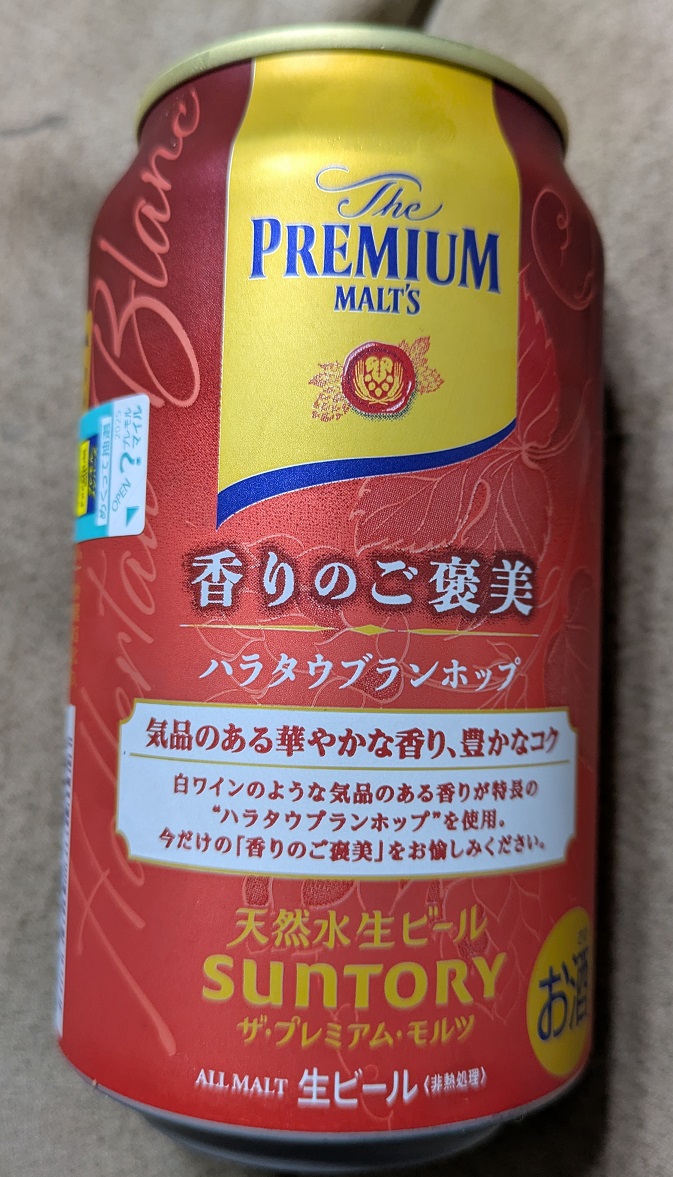 The
PREMIUM
MALT'S
Hallertau Blanc
香りのご褒美
ハラタウブランホップ
気品のある華やかな香り、豊かなコク
白ワインのような気品のある香りが特長の
“ハラタウブランホップ”を使用。
今だけの「香りのご褒美」をお愉しみください。
天然水生ビール
SUNTORY
ザ・プレミアム・モルツ
ALL MALT 生ビール〈非熱処理〉
お酒
OPEN